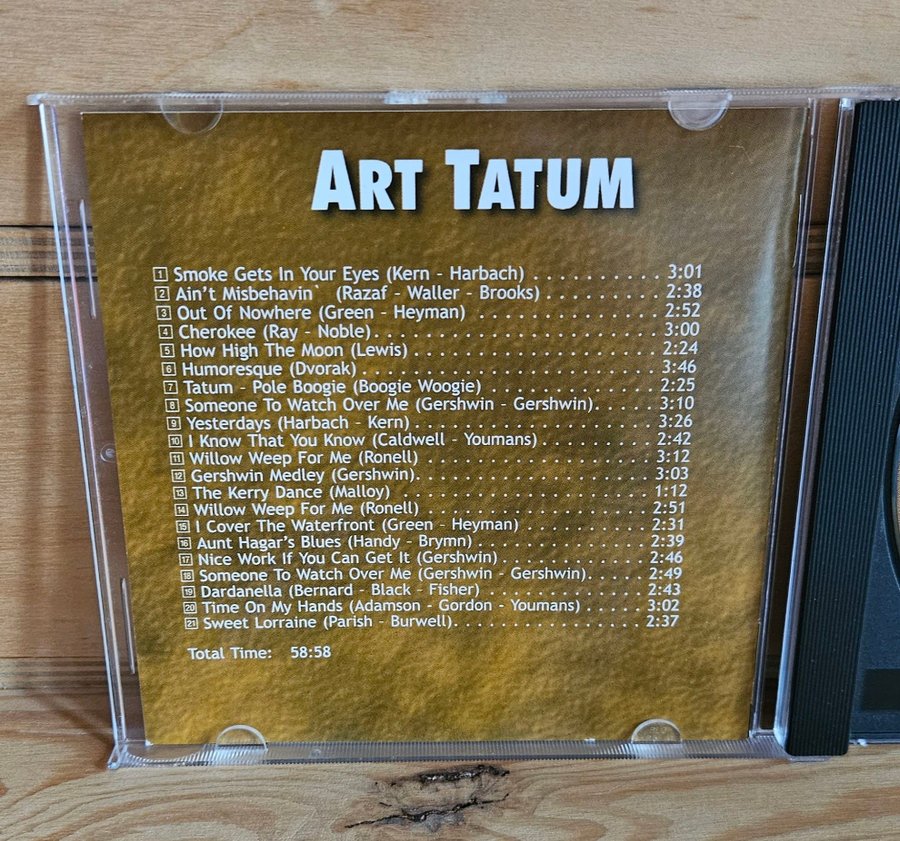 ART TATUM
1 Smoke Gets In Your Eyes (Kern - Harbach) . . . . . . . . . . . 3:01
2 Ain't Misbehavin` (Razaf - Waller - Brooks) . . . . . . . . . . 2:38
3 Out Of Nowhere (Green - Heyman) . . . . . . . . . . . . . . . . 2:52
4 Cherokee (Ray - Noble) . . . . . . . . . . . . . . . . . . . . . . . . 3:00
5 How High The Moon (Lewis) . . . . . . . . . . . . . . . . . . . . . 2:24
6 Humoresque (Dvorak) . . . . . . . . . . . . . . . . . . . . . . . . . 3:46
7 Tatum - Pole Boogie (Boogie Woogie) . . . . . . . . . . . . . . 2:25
8 Someone To Watch Over Me (Gershwin - Gershwin). . . . . 3:10
9 Yesterdays (Harbach - Kern) . . . . . . . . . . . . . . . . . . . . 3:26
10 I Know That You Know (Caldwell - Youmans) . . . . . . . . . 2:42
11 Willow Weep For Me (Ronell) . . . . . . . . . . . . . . . . . . . 3:12
12 Gershwin Medley (Gershwin). . . . . . . . . . . . . . . . . . . . 3:03
13 The Kerry Dance (Malloy) . . . . . . . . . . . . . . . . . . . . . 1:12
14 Willow Weep For Me (Ronell) . . . . . . . . . . . . . . . . . . . 2:51
15 I Cover The Waterfront (Green - Heyman) . . . . . . . . . . 2:31
16 Aunt Hagar's Blues (Handy - Brymn) . . . . . . . . . . . . . . 2:39
17 Nice Work If You Can Get It (Gershwin) . . . . . . . . . . . . 2:46
18 Someone To Watch Over Me (Gershwin - Gershwin). . . . . 2:49
19 Dardanella (Bernard - Black - Fisher) . . . . . . . . . . . . . . 2:43
20 Time On My Hands (Adamson - Gordon - Youmans) . . . . . 3:02
21 Sweet Lorraine (Parish - Burwell). . . . . . . . . . . . . . . . . 2:37
Total Time: 58:58